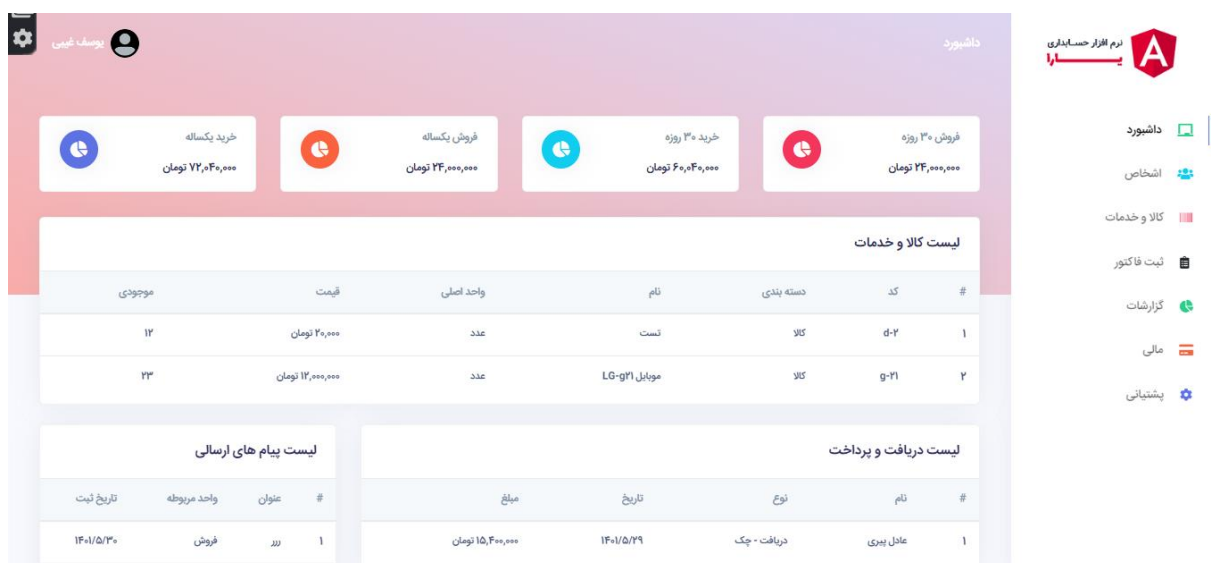 نرم افزار حسـابداری
یـــــــارا
داشبورد
اشخاص
کالا و خدمات
ثبت فاکتور
گزارشات
مالی
پشتیبانی
داشبورد
یوسف غیبی
فروش ۳۰ روزه
۲۴,۰۰۰,۰۰۰ تومان
خرید ۳۰ روزه
۶۰,۰۴۰,۰۰۰ تومان
فروش یکساله
۲۴,۰۰۰,۰۰۰ تومان
خرید یکساله
۷۲,۰۴۰,۰۰۰ تومان
لیست کالا و خدمات
# کد دسته بندی نام واحد اصلی قیمت موجودی
۱ d-۲ کالا تست عدد ۲۰,۰۰۰ تومان ۱۲
۲ g-۲۱ کالا موبایل LG-g۲۱ عدد ۱۲,۰۰۰,۰۰۰ تومان ۲۳
لیست دریافت و پرداخت
# نام نوع تاریخ مبلغ
۱ عادل پیری دریافت - چک ۱۴۰۱/۵/۲۹ ۱۵,۴۰۰,۰۰۰ تومان
لیست پیام های ارسالی
# عنوان واحد مربوطه تاریخ ثبت
۱ رزر فروش ۱۴۰۱/۵/۳۰